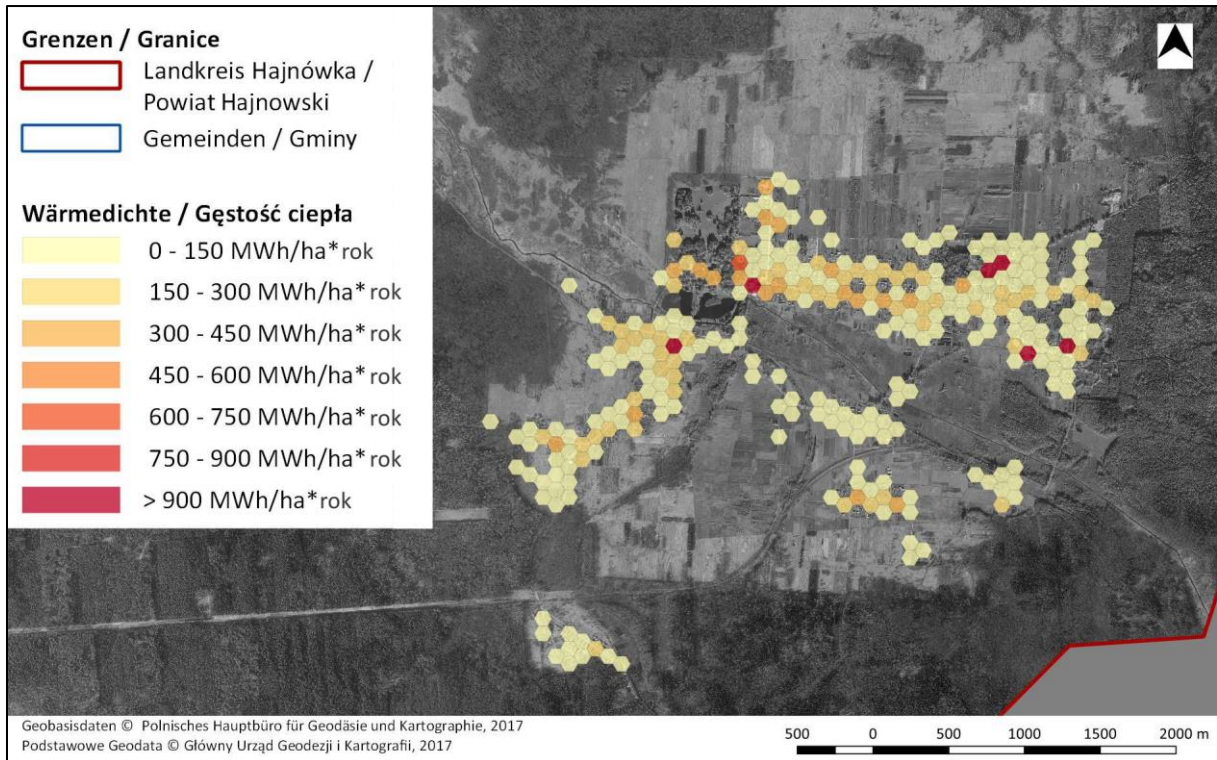 Grenzen / Granice
Landkreis Hajnówka /
Powiat Hajnowski
Gemeinden / Gminy
Wärmedichte / Gęstość ciepła
0 - 150 MWh/ha*rok
150 - 300 MWh/ha*rok
300 - 450 MWh/ha*rok
450 - 600 MWh/ha*rok
600 - 750 MWh/ha*rok
750 - 900 MWh/ha*rok
> 900 MWh/ha*rok
Geobasisdaten © Polnisches Hauptbüro für Geodäsie und Kartographie, 2017
Podstawowe Geodata © Główny Urząd Geodezji i Kartografii, 2017
500 0 500 1000 1500 2000 m